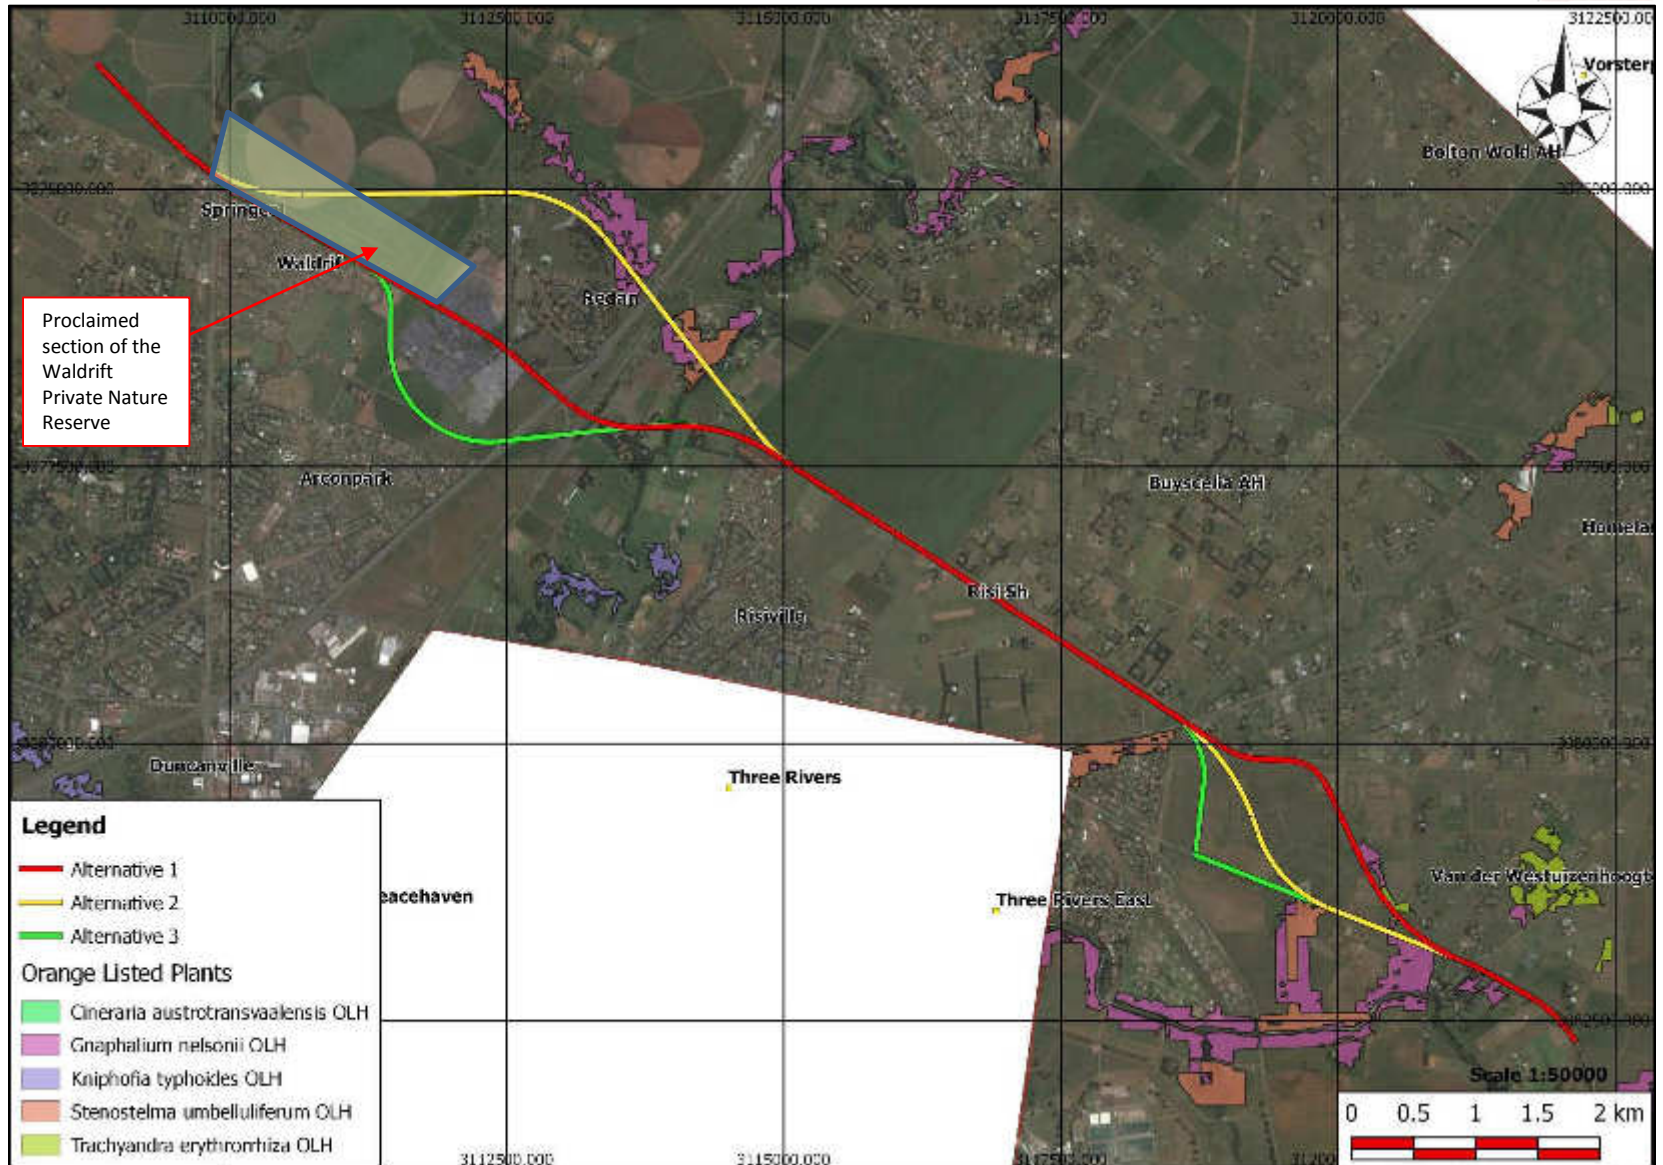 3110000.000
3112500.000
3115000.000
3117500.000
3120000.000
3122500.00
Vorster
Bolton Wold AH
Waldrif
Redan
Proclaimed
section of the
Waldrift
Private Nature
Reserve
Arconpark
Buyscelia AH
Homela
Risi Sh
Risiville
Duncanville
Three Rivers
eacehaven
Three Rivers East
Van der Westuizenhoogt
Legend
Alternative 1
Alternative 2
Alternative 3
Orange Listed Plants
Cineraria austrotransvaalensis OLH
Gnaphalium nelsonii OLH
Kniphofia typhoides OLH
Stenostelma umbelluliferum OLH
Trachyandra erythrorrhiza OLH
Scale 1:50000
0 0.5 1 1.5 2 km
3112500.000
3115000.000